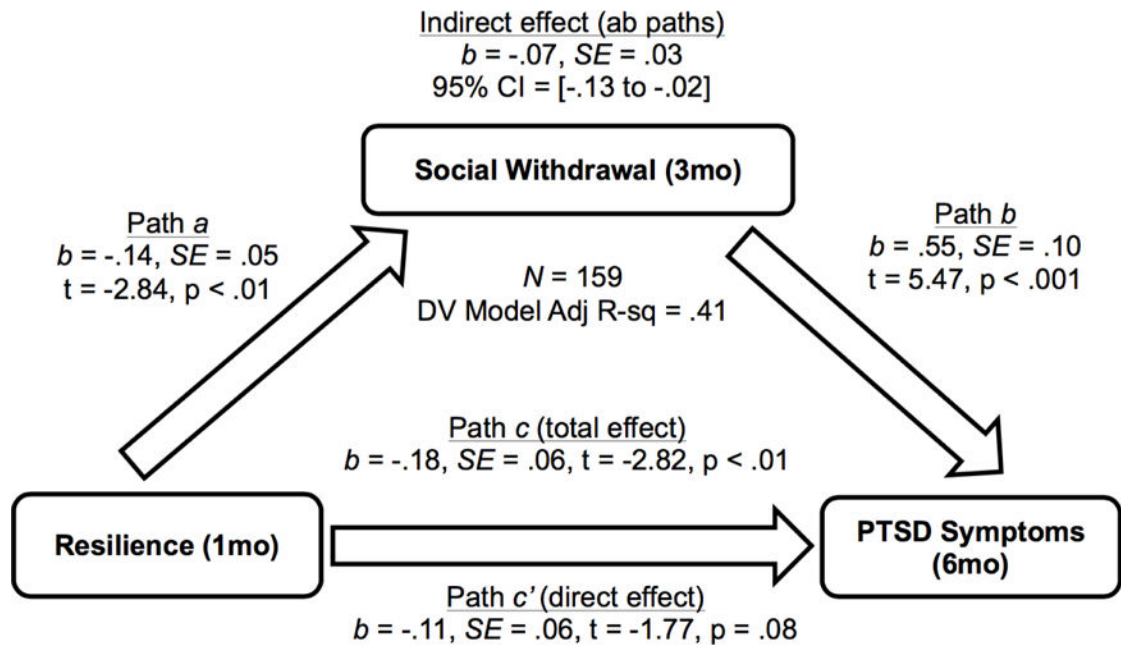 Indirect effect (ab paths)
b = -.07, SE = .03
95% CI = [-.13 to -.02]
Social Withdrawal (3mo)
Path a
b = -.14, SE = .05
t = -2.84, p < .01
Path b
b = .55, SE = .10
t = 5.47, p < .001
N = 159
DV Model Adj R-sq = .41
Path c (total effect)
b = -.18, SE = .06, t = -2.82, p < .01
Resilience (1mo)
PTSD Symptoms
(6mo)
Path c’ (direct effect)
b = -.11, SE = .06, t = -1.77, p = .08